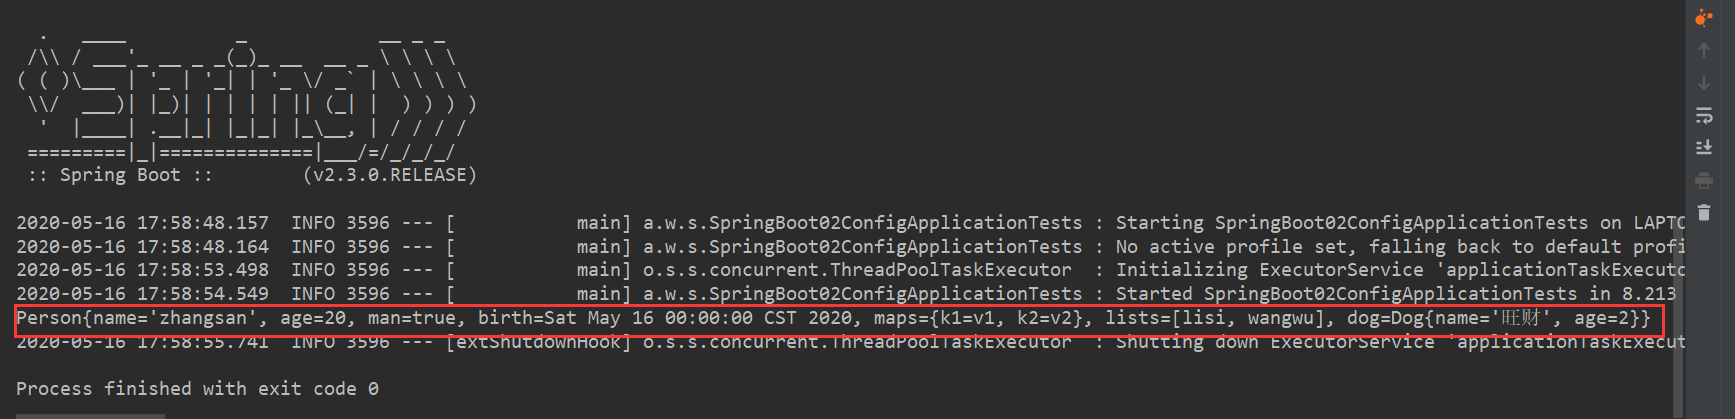 .   ____          _            __ _ _
 /\\ / ___'_ __ _ _(_)_ __  __ _ \ \ \ \
( ( )\___ | '_ | '_| | '_ \/ _` | \ \ \ \
 \\/  ___)| |_)| | | | | || (_| |  ) ) ) )
  '  |____| .__|_| |_|_| |_\__, | / / / /
 =========|_|==============|___/=/_/_/_/
 :: Spring Boot ::        (v2.3.0.RELEASE)
2020-05-16 17:58:48.157  INFO 3596 --- [           main] a.w.s.SpringBoot02ConfigApplicationTests : Starting SpringBoot02ConfigApplicationTests on LAPTO
2020-05-16 17:58:48.164  INFO 3596 --- [           main] a.w.s.SpringBoot02ConfigApplicationTests : No active profile set, falling back to default profi
2020-05-16 17:58:53.498  INFO 3596 --- [           main] o.s.s.concurrent.ThreadPoolTaskExecutor  : Initializing ExecutorService 'applicationTaskExecuto
2020-05-16 17:58:54.549  INFO 3596 --- [           main] a.w.s.SpringBoot02ConfigApplicationTests : Started SpringBoot02ConfigApplicationTests in 8.213
Person{name='zhangsan', age=20, man=true, birth=Sat May 16 00:00:00 CST 2020, maps={k1=v1, k2=v2}, lists=[lisi, wangwu], dog=Dog{name='旺财', age=2}}
2020-05-16 17:58:55.741  INFO 3596 --- [extShutdownHook] o.s.s.concurrent.ThreadPoolTaskExecutor  : Shutting down ExecutorService 'applicationTaskExecut
Process finished with exit code 0